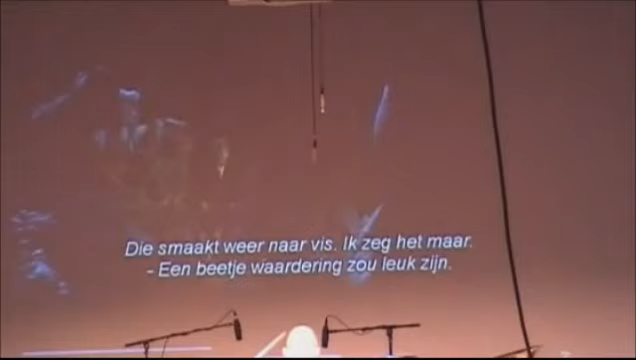 Die smaakt weer naar vis. Ik zeg het maar.
- Een beetje waardering zou leuk zijn.